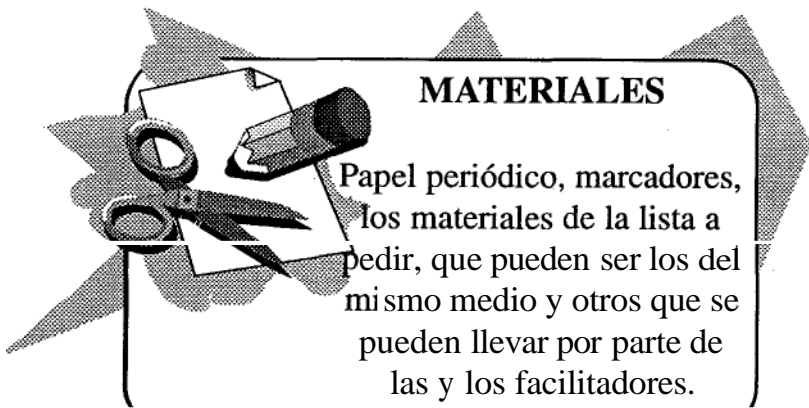 MATERIALES
Papel periódico, marcadores,
los materiales de la lista a
pedir, que pueden ser los del
mismo medio y otros que se
pueden llevar por parte de
las y los facilitadores.